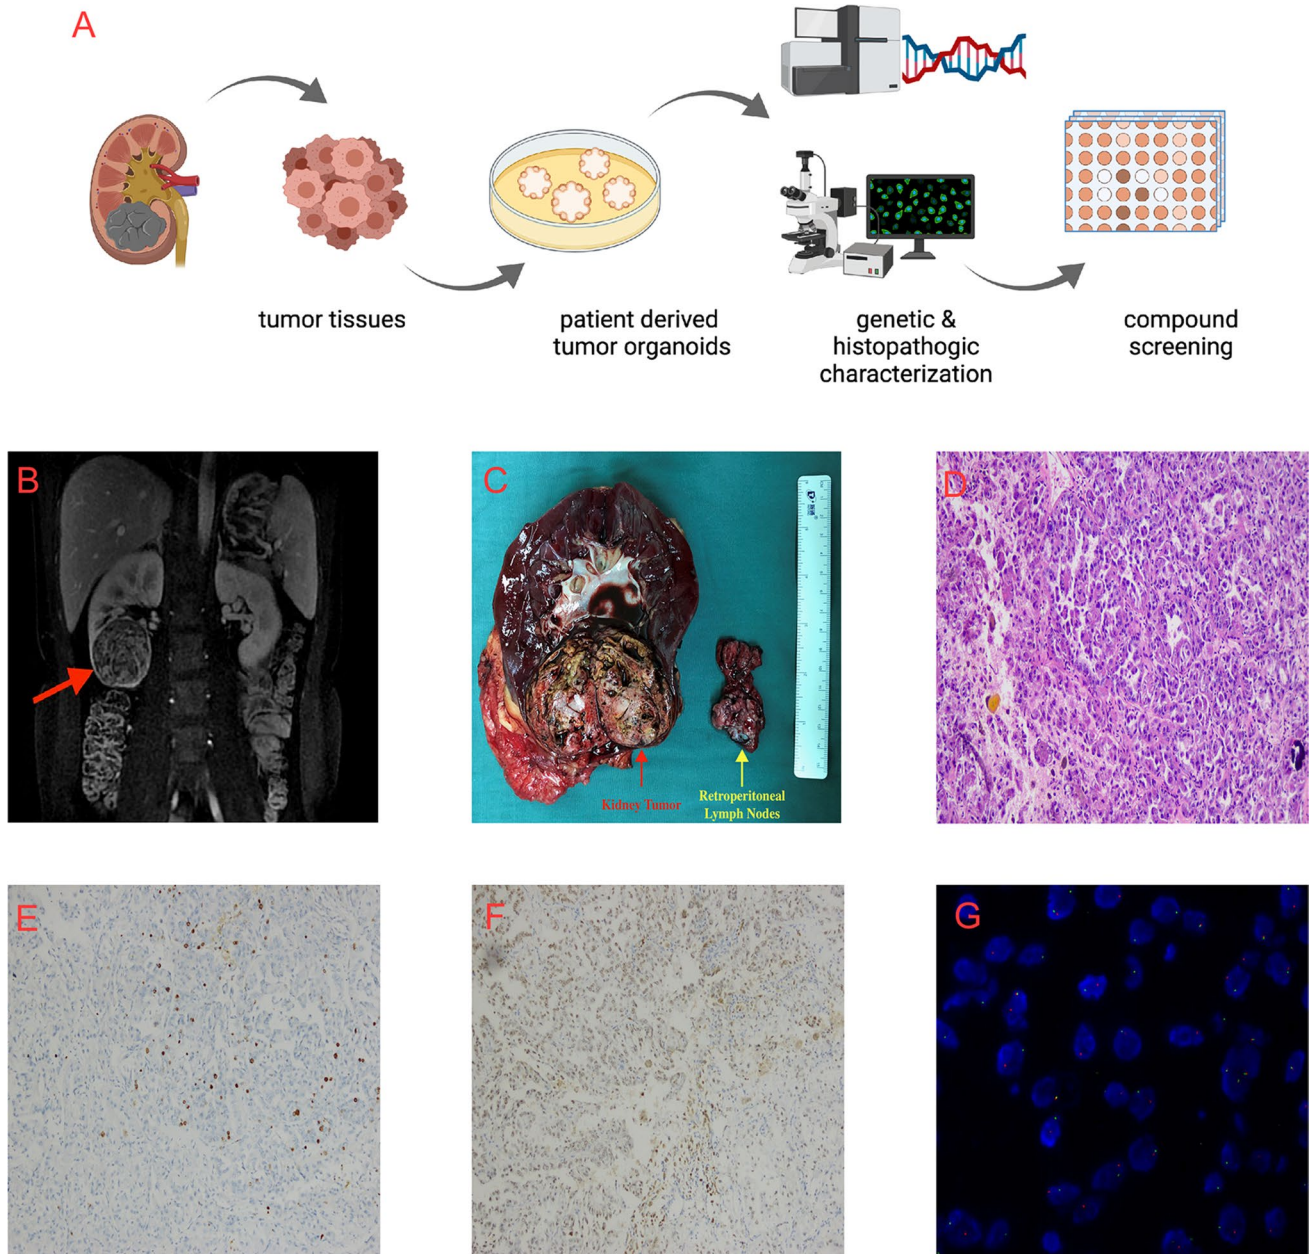 A
tumor tissues
patient derived
tumor organoids
genetic &
histopathogic
characterization
compound
screening
B
C
Kidney Tumor
Retroperitoneal
Lymph Nodes
D
E
F
G